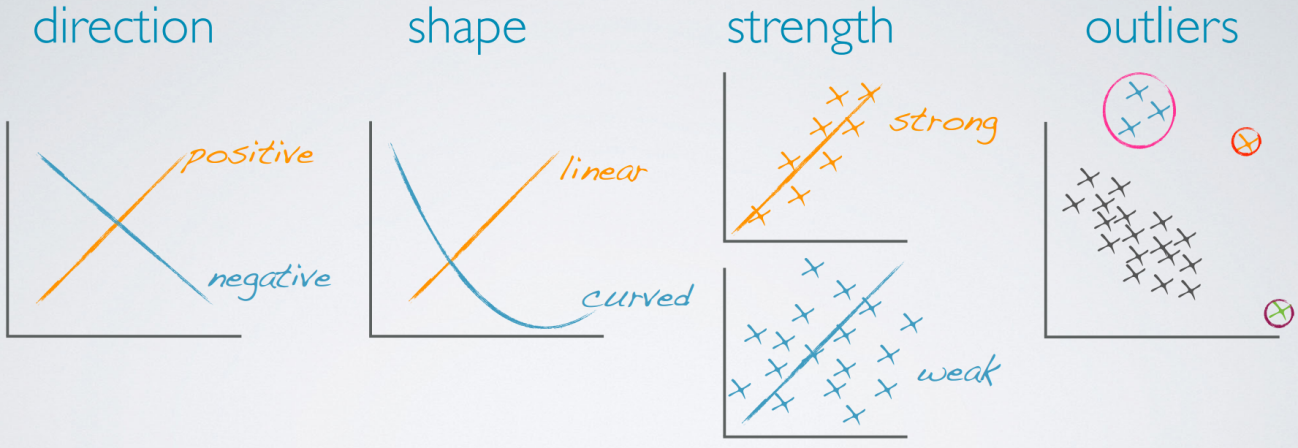 direction
shape
strength
outliers
positive
negative
linear
curved
strong
weak